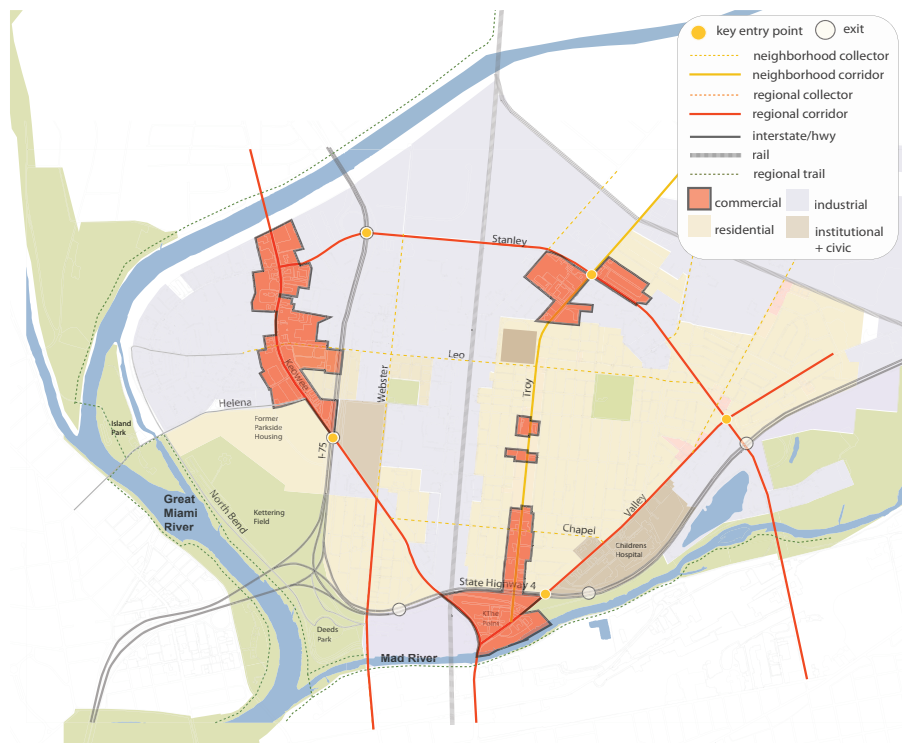 key entry point
exit
neighborhood collector
neighborhood corridor
regional collector
regional corridor
interstate/hwy
rail
regional trail
commercial
industrial
residential
institutional
+ civic
Stanley
Leo
Keowee
Webster
Troy
Helena
Former
Parkside
Housing
Island
Park
I-75
Great
Miami
River
North Bend
Kettering
Field
Valley
Chapel
Childrens
Hospital
State Highway 4
Deeds
Park
Mad River